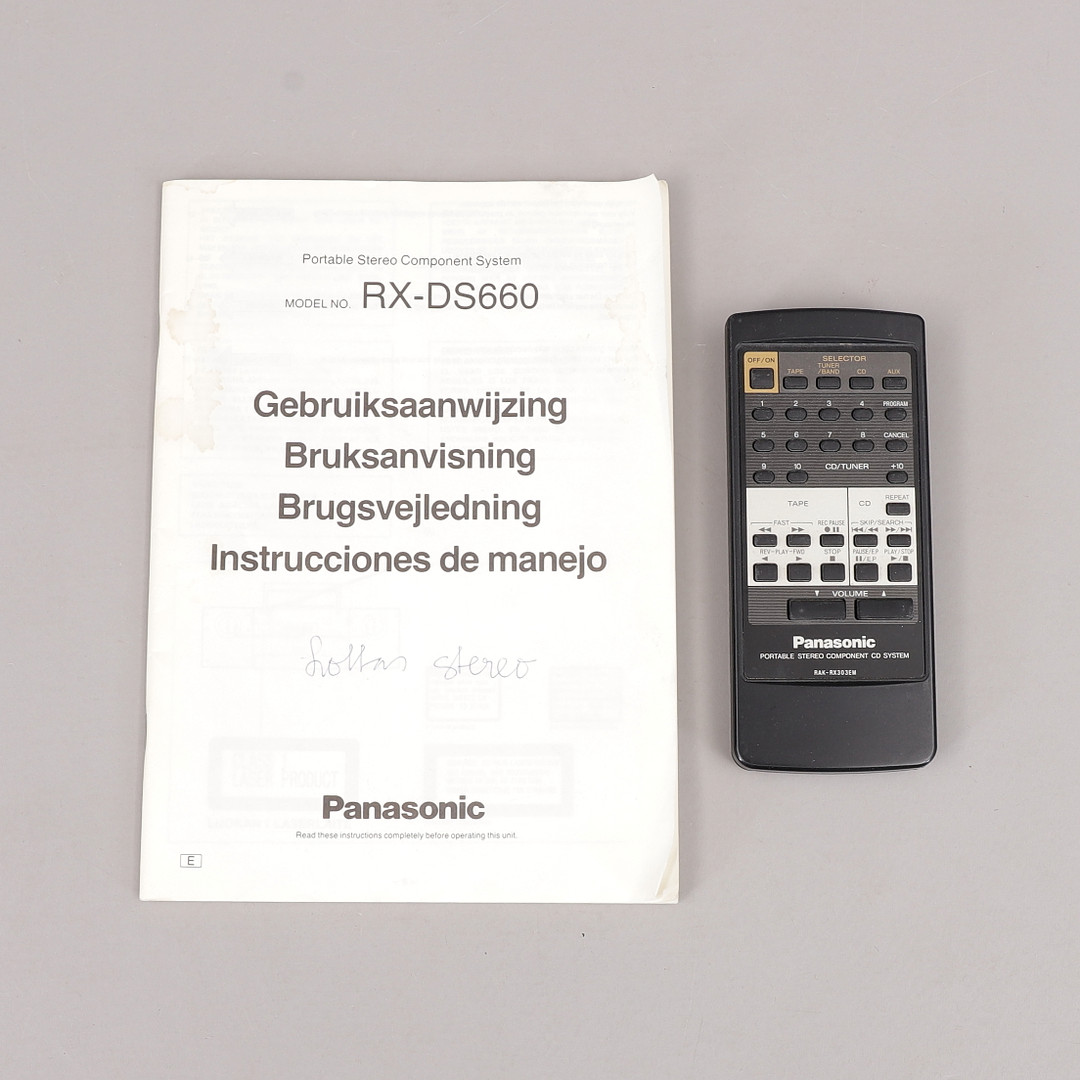 Portable Stereo Component System
MODEL NO. RX-DS660
Gebruiksaanwijzing
Bruksanvisning
Brugsvejledning
Instrucciones de manejo
Lottas stereo
Panasonic
Read these instructions completely before operating this unit.
E
OFF/ON
SELECTOR
TAPE TUNER/BAND CD AUX
1 2 3 4 PROGRAM
5 6 7 8 CANCEL
9 10 CD/TUNER +10
TAPE CD REPEAT
FAST REC PAUSE SKIP/SEARCH
◀◀ ▶▶ ●❚❚ |◀◀/◀◀ ▶▶/▶▶|
REV-PLAY-FWD STOP PAUSE/E.P PLAY/STOP
◀ ▶ ■ ❚❚/E.P ▶/■
▼ VOLUME ▲
Panasonic
PORTABLE STEREO COMPONENT CD SYSTEM
RAK-RX303EM